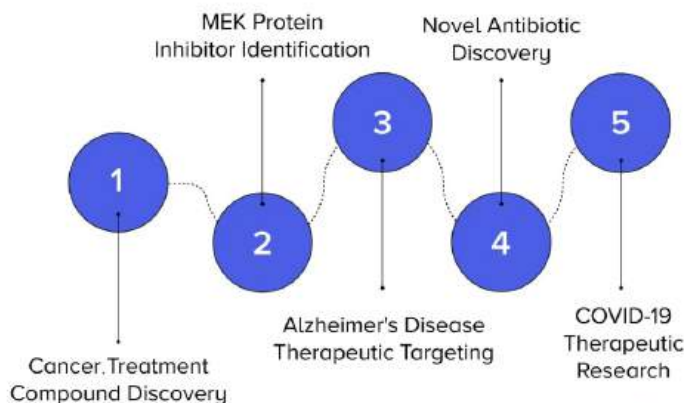 MEK Protein
Inhibitor Identification
Novel Antibiotic
Discovery
1
2
3
4
5
Alzheimer's Disease
Therapeutic Targeting
COVID-19
Therapeutic
Research
Cancer.Treatment
Compound Discovery